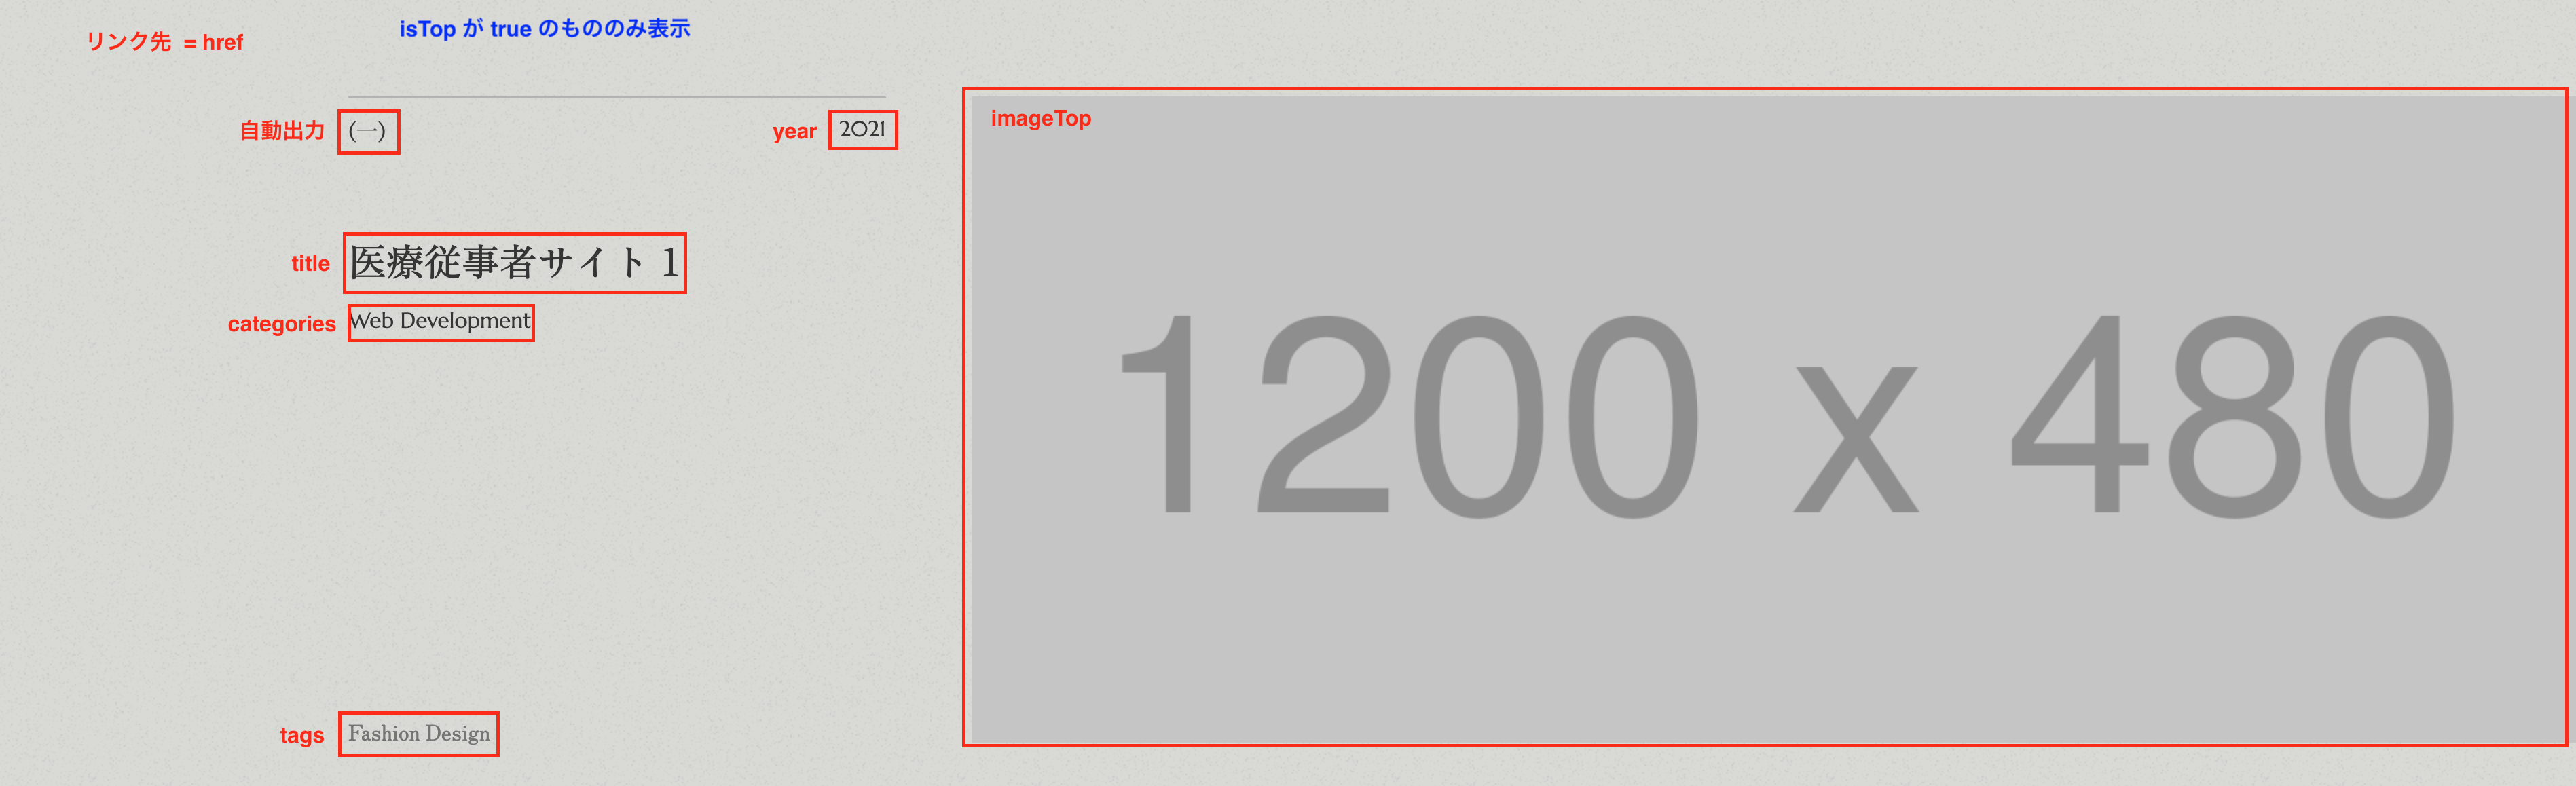 リンク先 = href
isTop が true のもののみ表示
自動出力 (一)
year 2021
imageTop
title 医療従事者サイト 1
categories Web Development
1200 x 480
tags Fashion Design